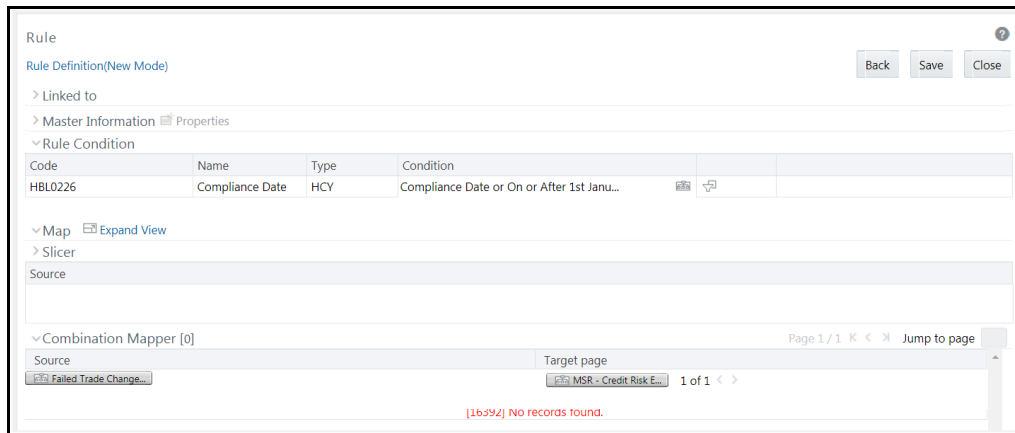 Rule
Rule Definition(New Mode) Back Save Close
Linked to
Master Information Properties
Rule Condition
Code Name Type Condition
HBL0226 Compliance Date HCY Compliance Date or On or After 1st Janu...
Map Expand View
Slicer
Source
Combination Mapper [0] Page 1 / 1 Jump to page
Source Target page
Failed Trade Change... MSR - Credit Risk E... 1 of 1
[16392] No records found.